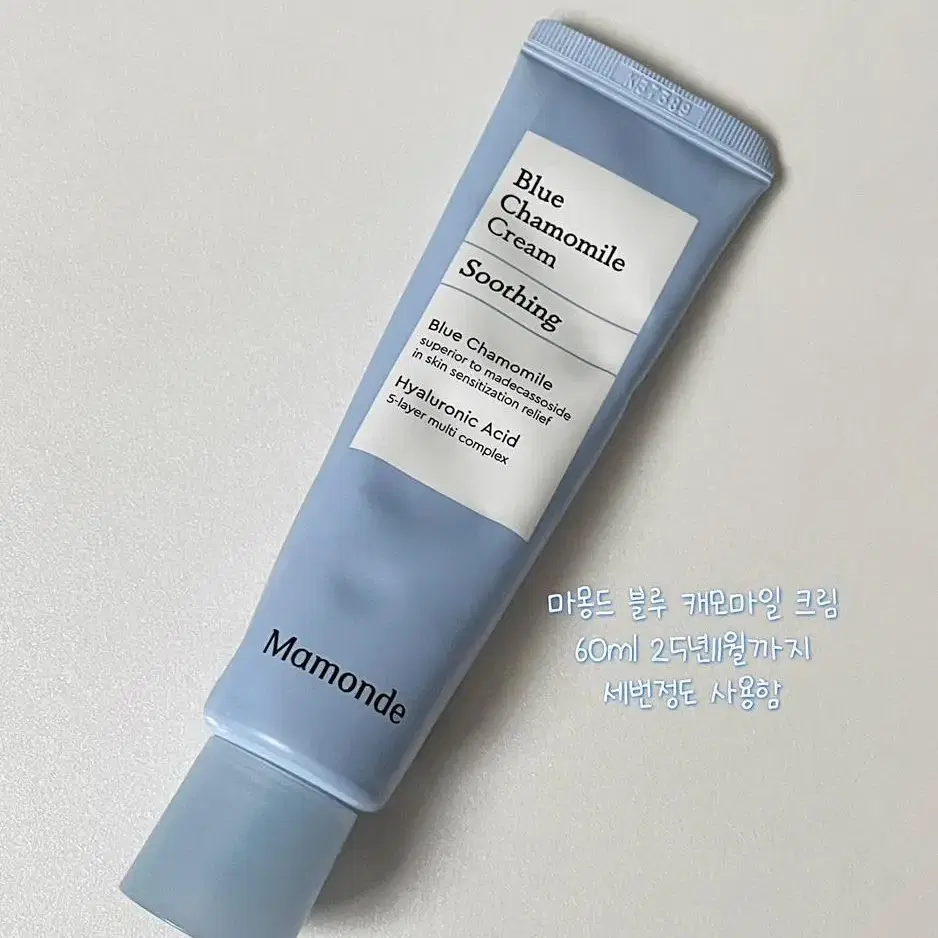 Blue
Chamomile
Cream
Soothing
Blue Chamomile
superior to madecassoside
in skin sensitization relief
Hyaluronic Acid
5-layer multi complex
Mamonde
마몽드 블루 캐모마일 크림
60ml 25년11월까지
세번정도 사용함